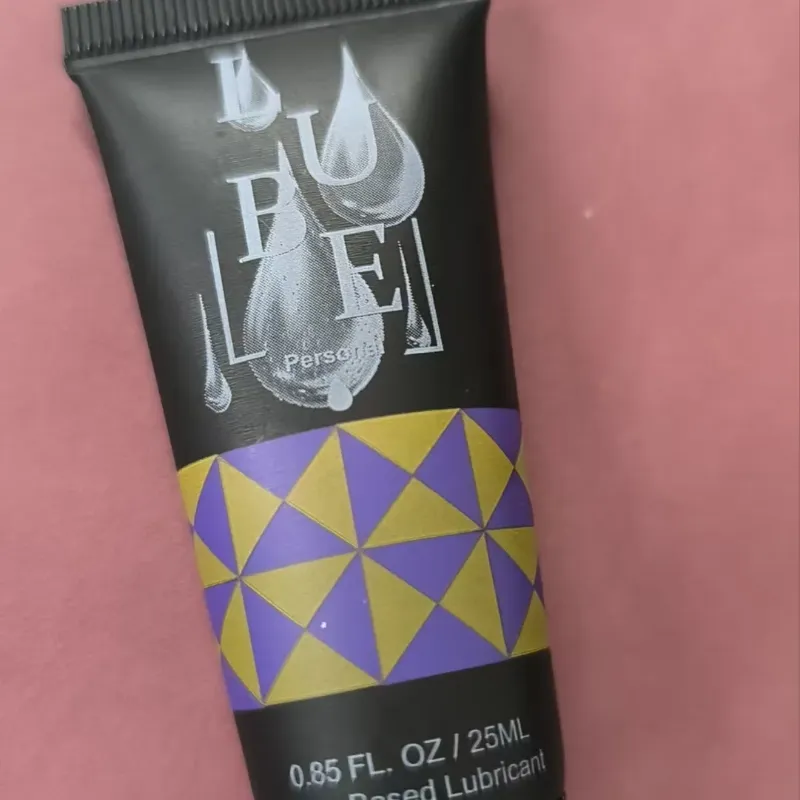 LUBE
Personal
0.85 FL. OZ / 25ML
Based Lubricant